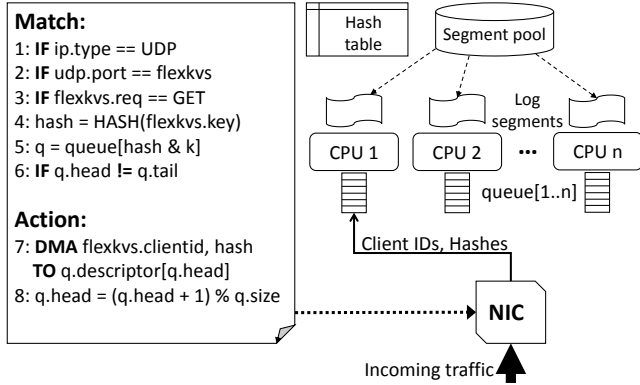 Match:
1: IF ip.type == UDP
2: IF udp.port == flexkvs
3: IF flexkvs.req == GET
4: hash = HASH(flexkvs.key)
5: q = queue[hash & k]
6: IF q.head != q.tail
Action:
7: DMA flexkvs.clientid, hash
TO q.descriptor[q.head]
8: q.head = (q.head + 1) % q.size
Hash
table
Segment pool
Log
segments
CPU 1
CPU 2
...
CPU n
queue[1..n]
Client IDs, Hashes
NIC
Incoming traffic